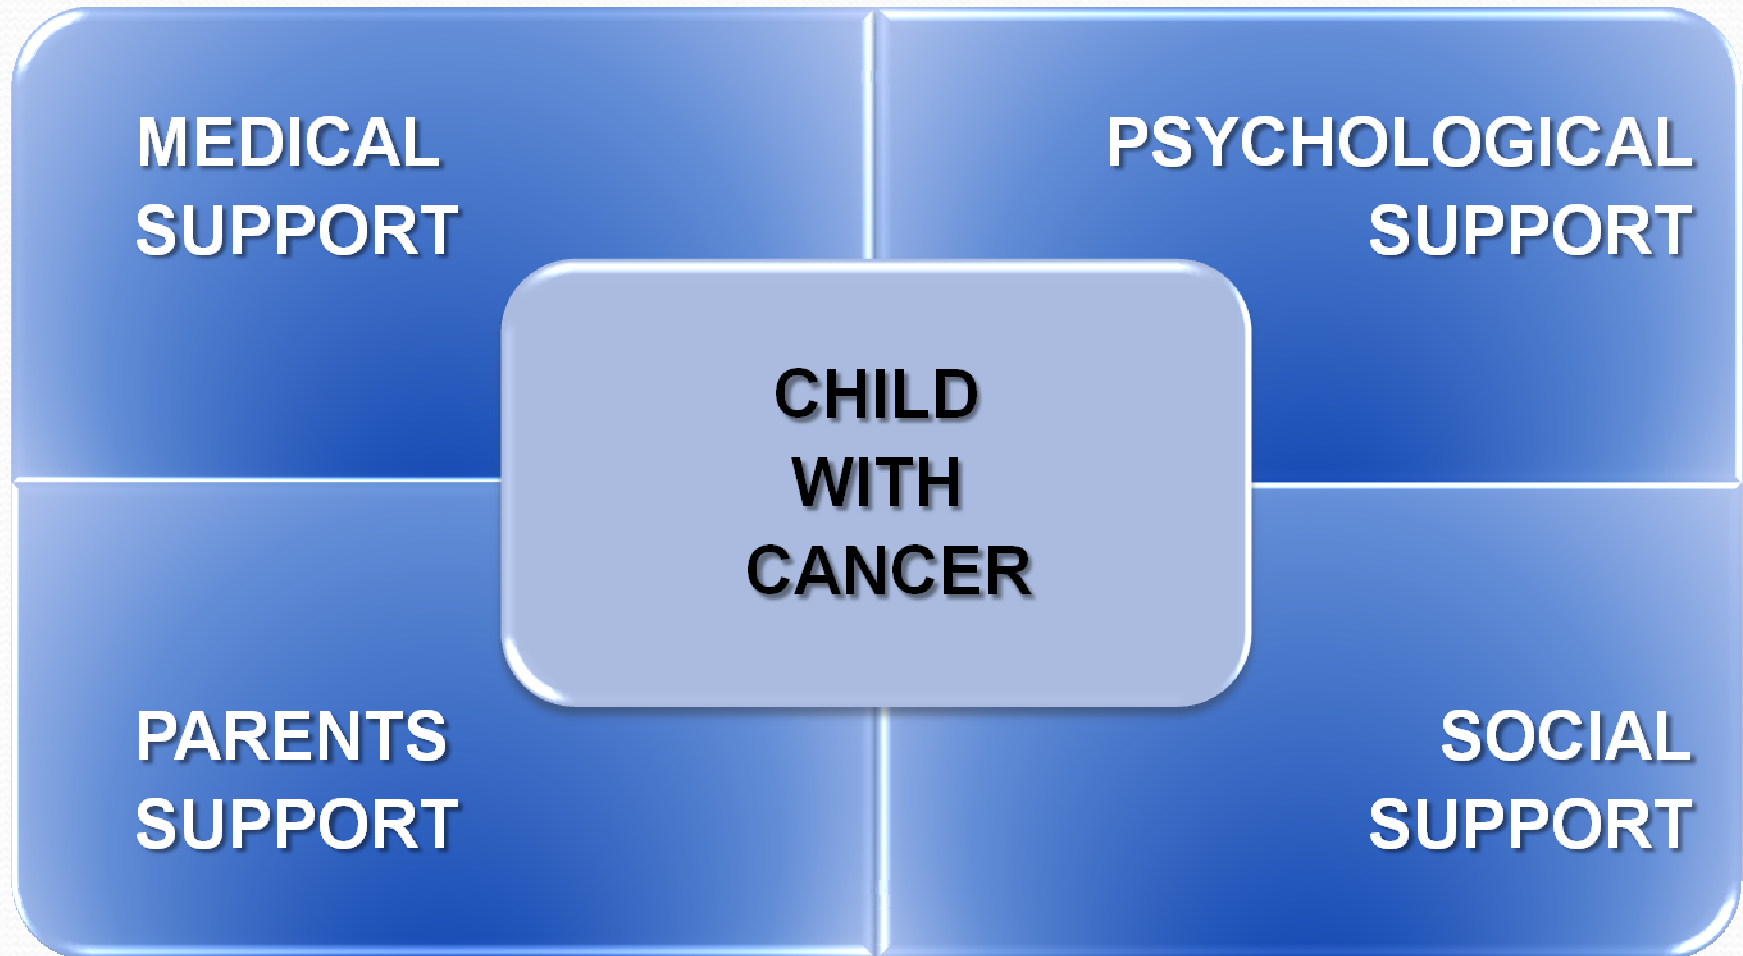 MEDICAL
SUPPORT
PSYCHOLOGICAL
SUPPORT
CHILD
WITH
CANCER
PARENTS
SUPPORT
SOCIAL
SUPPORT